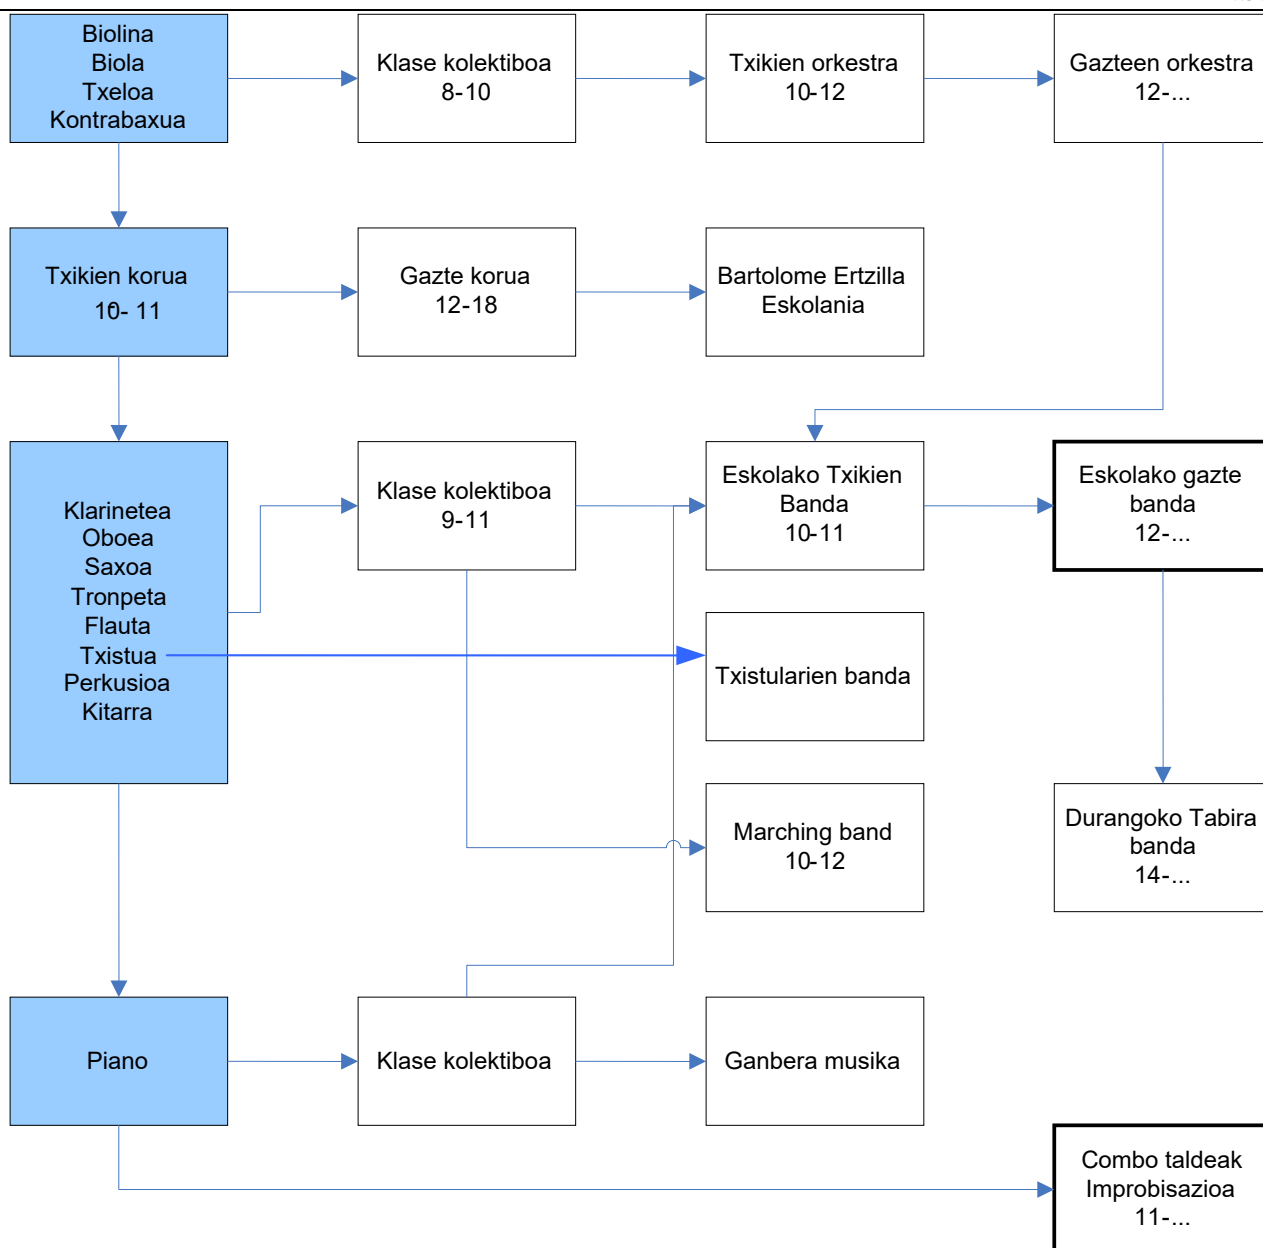 Biolina
Biola
Txeloa
Kontrabaxua
Klase kolektiboa
8-10
Txikien orkestra
10-12
Gazteen orkestra
12-...
Txikien korua
10- 11
Gazte korua
12-18
Bartolome Ertzilla
Eskolania
Klarinetea
Oboea
Saxoa
Tronpeta
Flauta
Txistua
Perkusioa
Kitarra
Klase kolektiboa
9-11
Eskolako Txikien
Banda
10-11
Eskolako gazte
banda
12-...
Txistularien banda
Marching band
10-12
Durangoko Tabira
banda
14-...
Piano
Klase kolektiboa
Ganbera musika
Combo taldeak
Improbisazioa
11-...